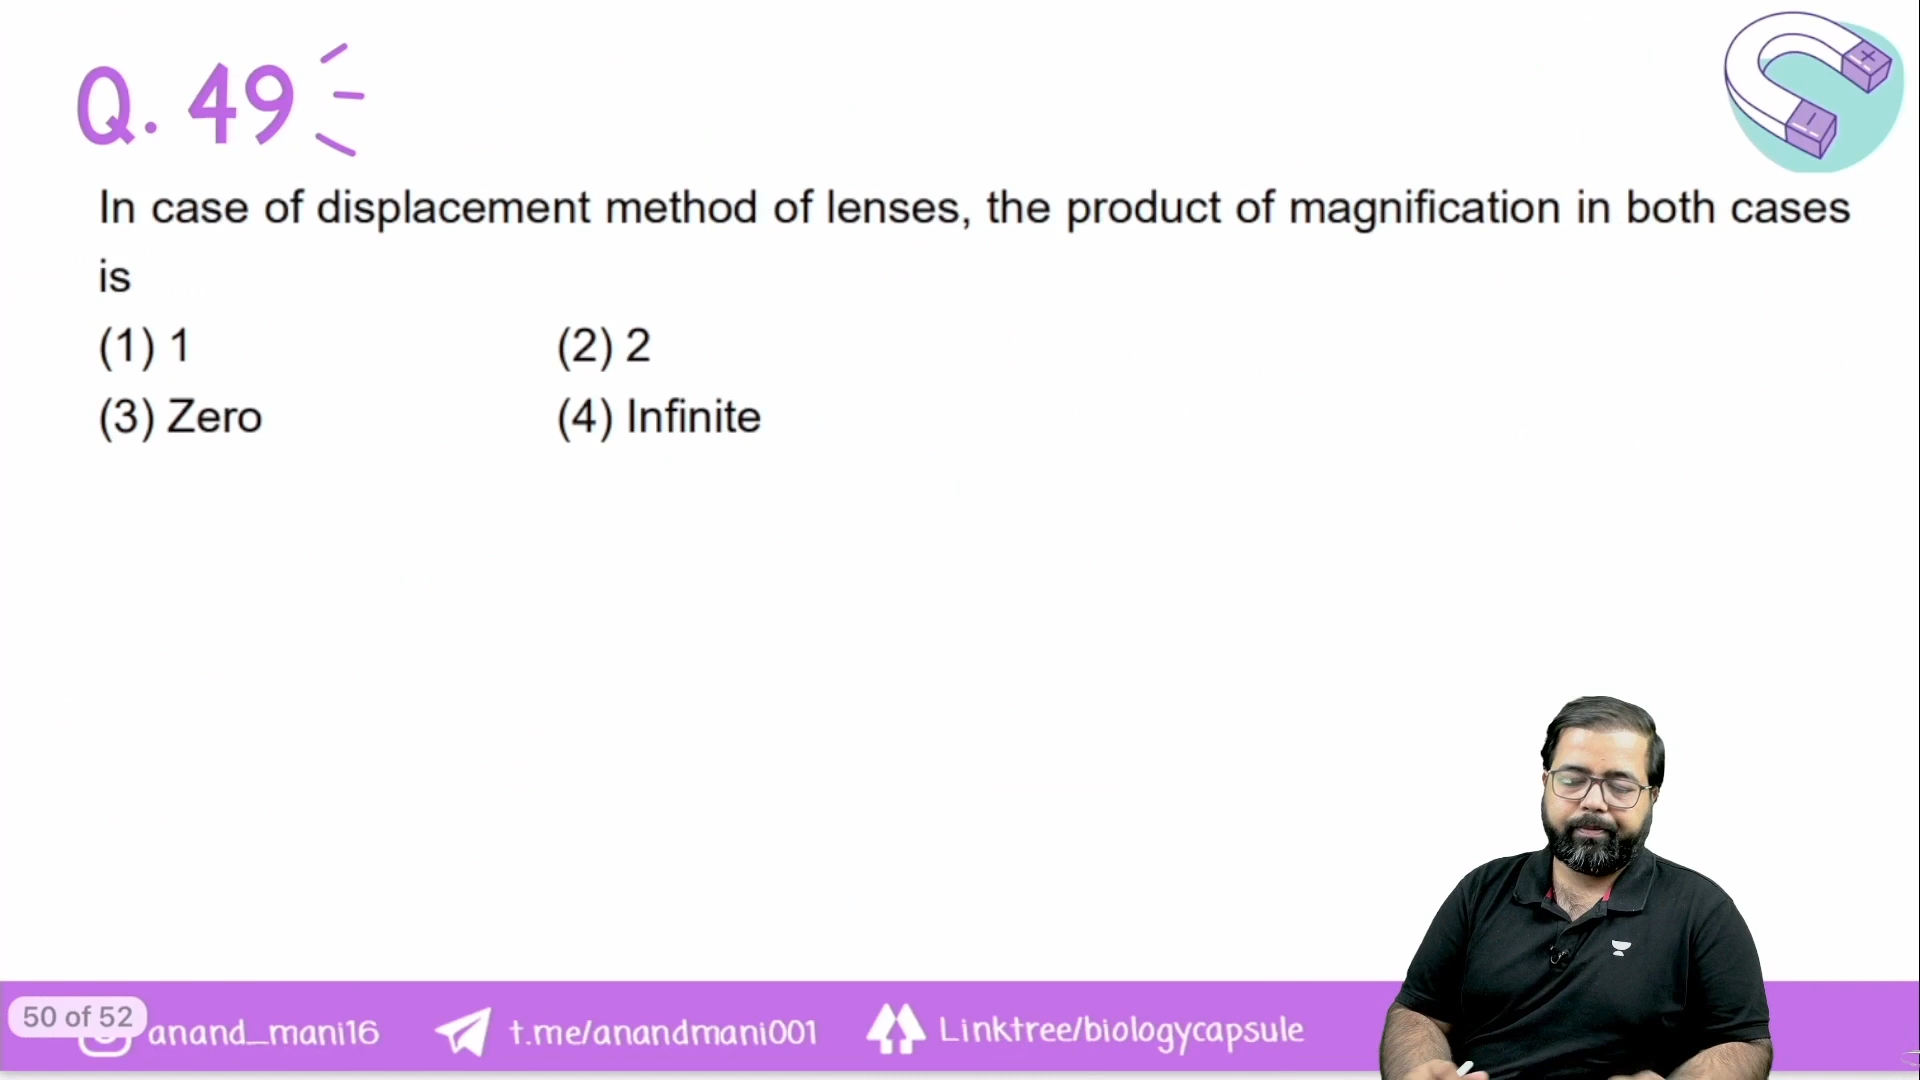 Q. 49
In case of displacement method of lenses, the product of magnification in both cases
is
(1) 1 (2) 2
(3) Zero (4) Infinite
50 of 52
anand_mani16 t.me/anandmani001 Linktree/biologycapsule